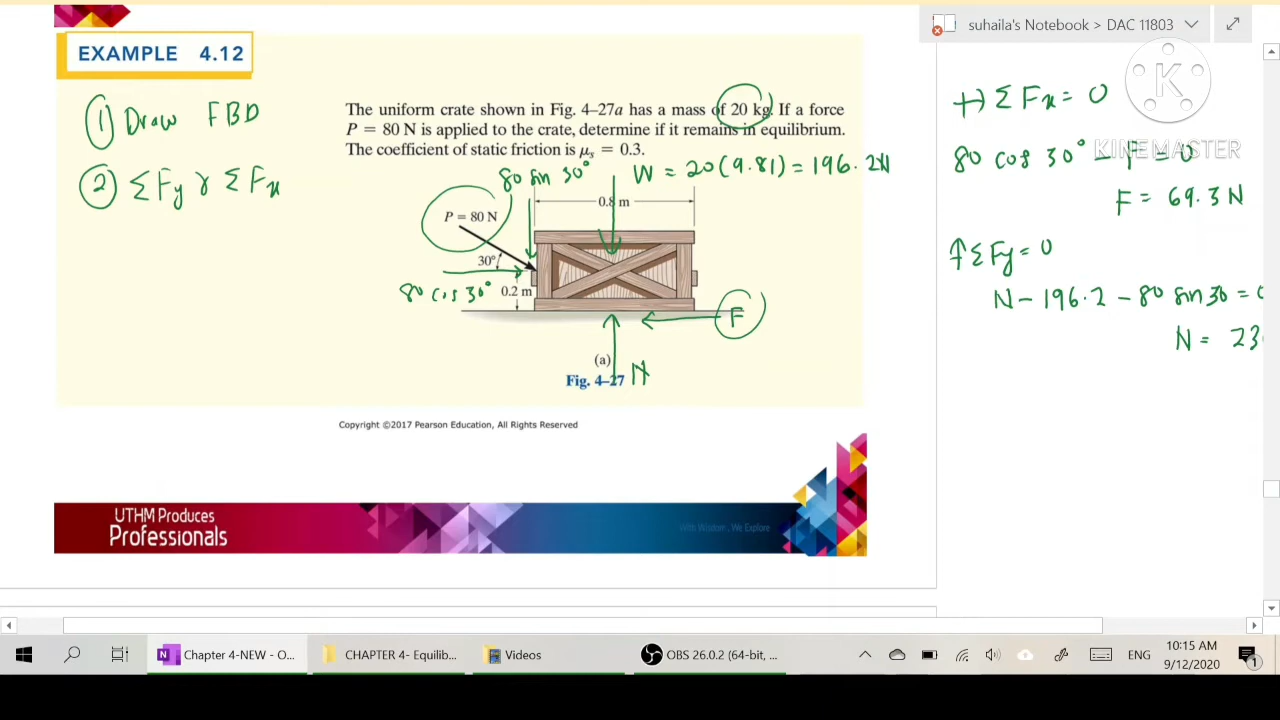 suhaila's Notebook > DAC 11803
EXAMPLE 4.12
① Draw FBD
② ΣFy & ΣFx
The uniform crate shown in Fig. 4–27a has a mass of 20 kg. If a force
P = 80 N is applied to the crate, determine if it remains in equilibrium.
The coefficient of static friction is μs = 0.3.
80 sin 30°
W = 20 (9.81) = 196.2N
0.8 m
P = 80 N
30°
80 cos 30°
0.2 m
F
N
(a)
Fig. 4–27
Copyright ©2017 Pearson Education, All Rights Reserved
UTHM Produces
Professionals
With Wisdom, We Explore
K
KINEMASTER
+→ ΣFx = 0
80 cos 30° − F = 0
F = 69.3 N
↑ΣFy = 0
N − 196.2 − 80 sin 30 = 0
N = 23
Chapter 4-NEW - O...
CHAPTER 4- Equilib...
Videos
OBS 26.0.2 (64-bit, ...
ENG
10:15 AM
9/12/2020
1